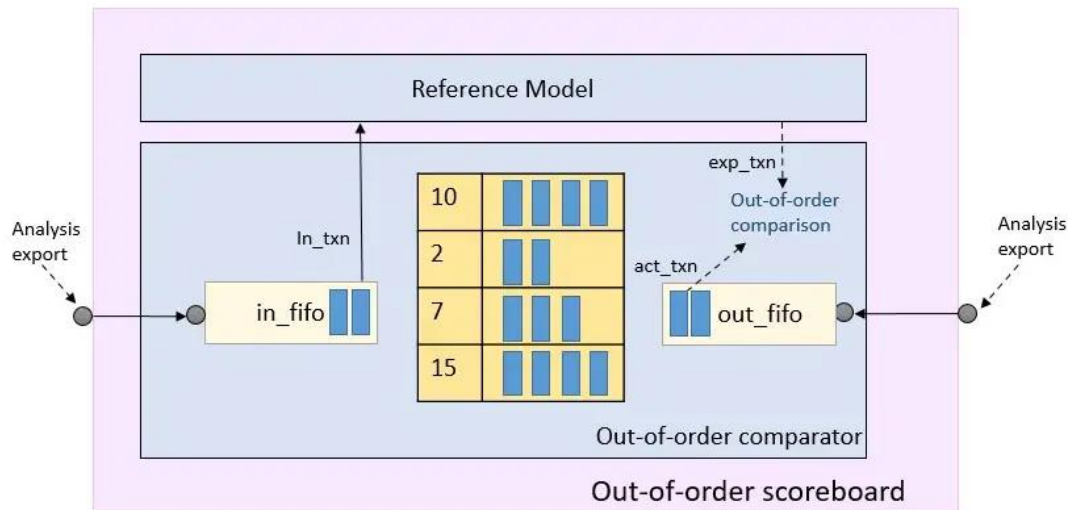 Reference Model
exp_txn
Out-of-order
comparison
10
In_txn
2
act_txn
Analysis
export
Analysis
export
in_fifo
7
out_fifo
15
Out-of-order comparator
Out-of-order scoreboard